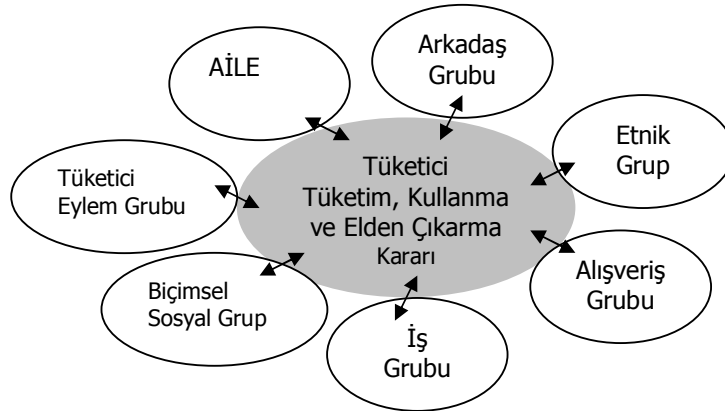 AİLE
Arkadaş
Grubu
Etnik
Grup
Tüketici
Eylem Grubu
Tüketici
Tüketim, Kullanma
ve Elden Çıkarma
Kararı
Alışveriş
Grubu
Biçimsel
Sosyal Grup
İş
Grubu